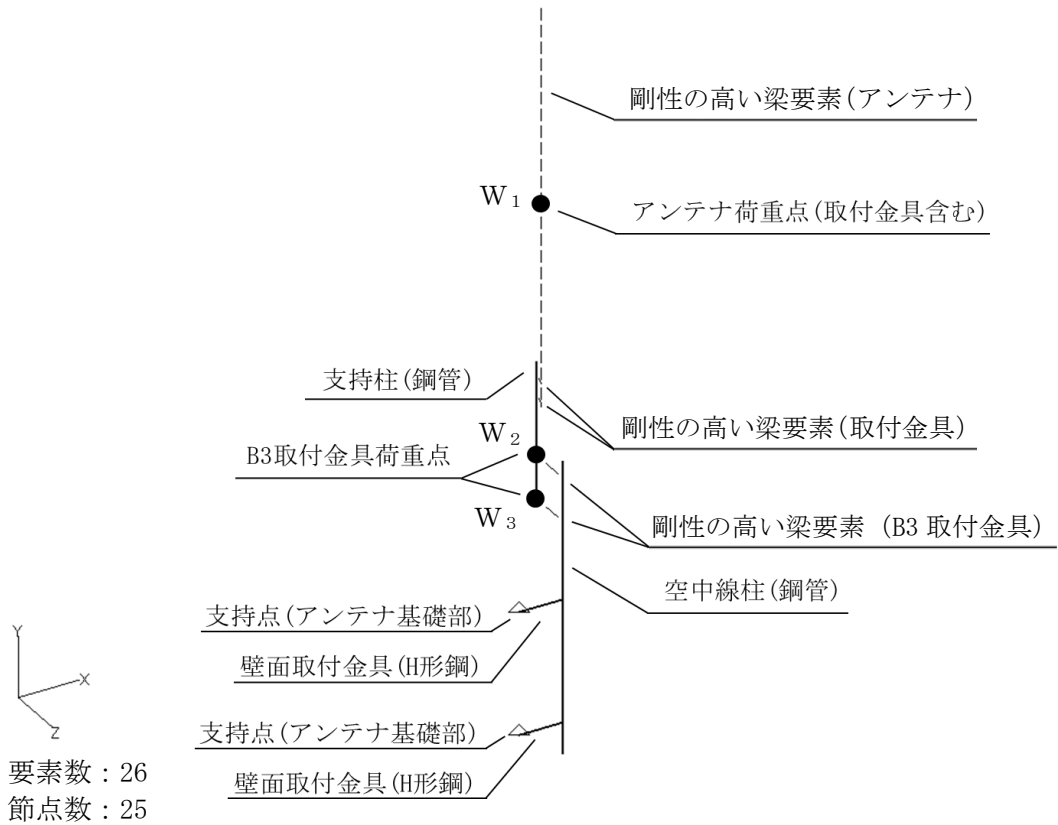 剛性の高い梁要素(アンテナ)
W₁
アンテナ荷重点(取付金具含む)
支持柱(鋼管)
剛性の高い梁要素(取付金具)
W₂
B3取付金具荷重点
W₃
剛性の高い梁要素 (B3 取付金具)
空中線柱(鋼管)
支持点(アンテナ基礎部)
壁面取付金具(H形鋼)
支持点(アンテナ基礎部)
壁面取付金具(H形鋼)
Y
X
Z
要素数：26
節点数：25